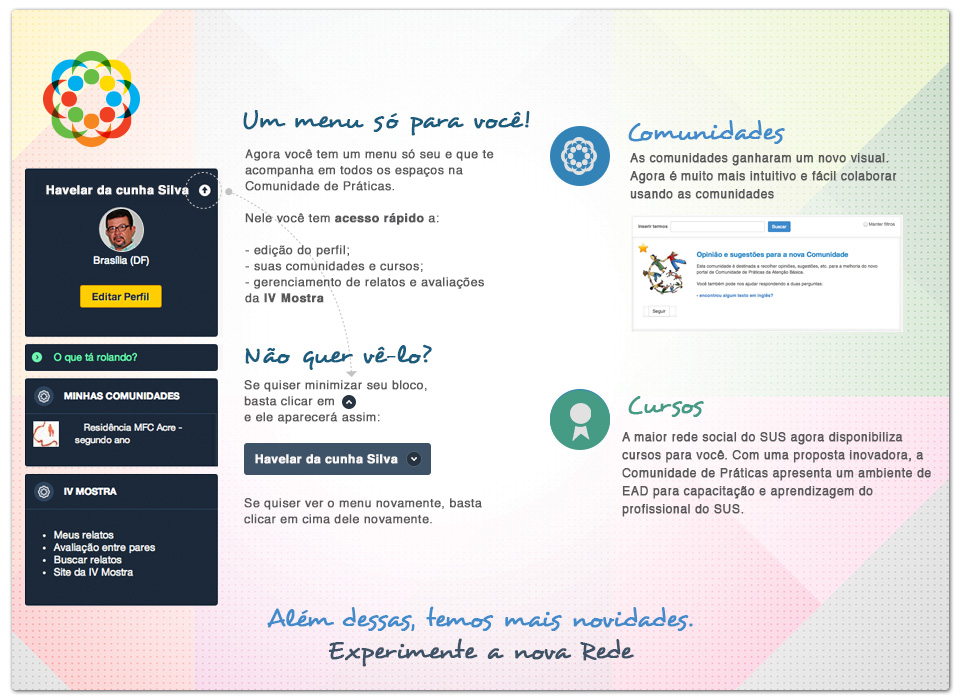 Havelar da cunha Silva
Brasília (DF)
Editar Perfil
O que tá rolando?
MINHAS COMUNIDADES
Residência MFC Acre -
segundo ano
IV MOSTRA
• Meus relatos
• Avaliação entre pares
• Buscar relatos
• Site da IV Mostra
Um menu só para você!
Agora você tem um menu só seu e que te
acompanha em todos os espaços na
Comunidade de Práticas.
Nele você tem acesso rápido a:
- edição do perfil;
- suas comunidades e cursos;
- gerenciamento de relatos e avaliações
da IV Mostra
Não quer vê-lo?
Se quiser minimizar seu bloco,
basta clicar em
e ele aparecerá assim:
Havelar da cunha Silva
Se quiser ver o menu novamente, basta
clicar em cima dele novamente.
Comunidades
As comunidades ganharam um novo visual.
Agora é muito mais intuitivo e fácil colaborar
usando as comunidades
Inserir termos
Buscar
Manter filtros
Opinião e sugestões para a nova Comunidade
Esta comunidade é destinada a recolher opiniões, sugestões, etc. para a melhoria do novo
portal da Comunidade de Práticas da Atenção Básica.
Você também pode nos ajudar respondendo a duas perguntas:
- encontrou algum texto em inglês?
Seguir
Cursos
A maior rede social do SUS agora disponibiliza
cursos para você. Com uma proposta inovadora, a
Comunidade de Práticas apresenta um ambiente de
EAD para capacitação e aprendizagem do
profissional do SUS.
Além dessas, temos mais novidades.
Experimente a nova Rede